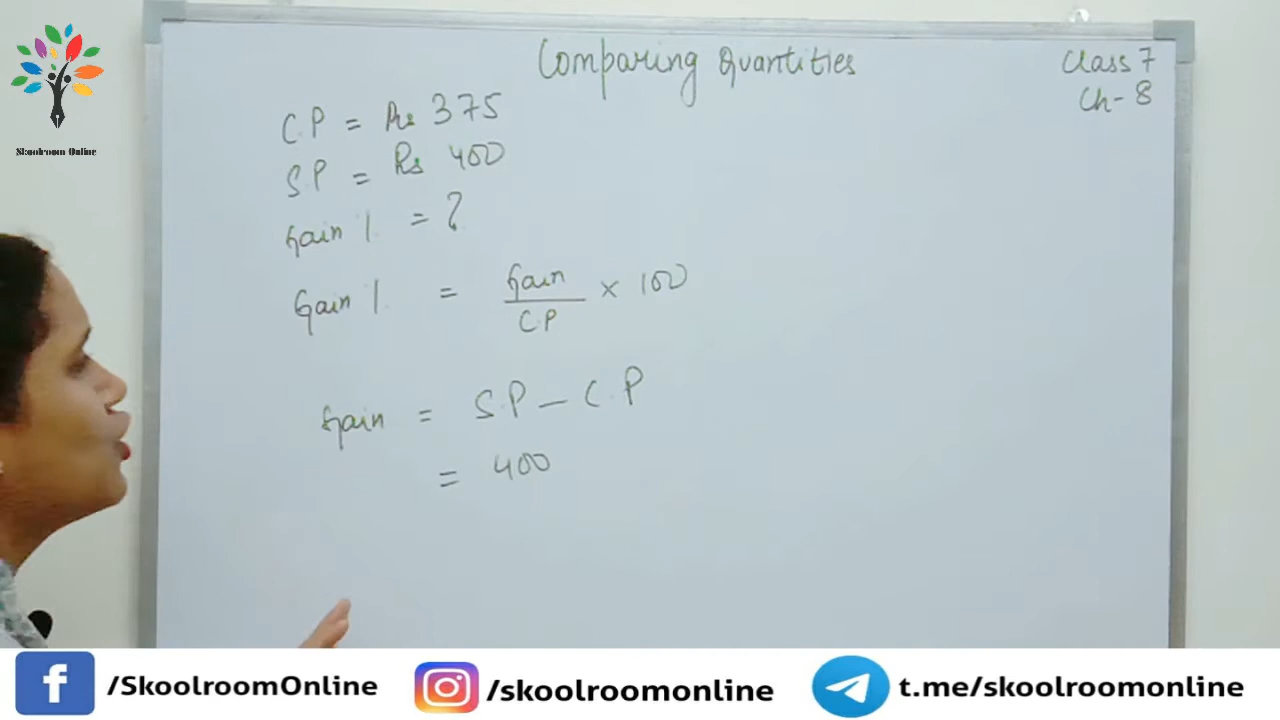 Comparing Quantities
Class 7
Ch- 8
C.P = Rs 375
S.P = Rs 400
Gain % = ?
Gain % = Gain / C.P × 100
Gain = S.P - C.P
= 400
Skoolroom Online
/SkoolroomOnline
/skoolroomonline
t.me/skoolroomonline